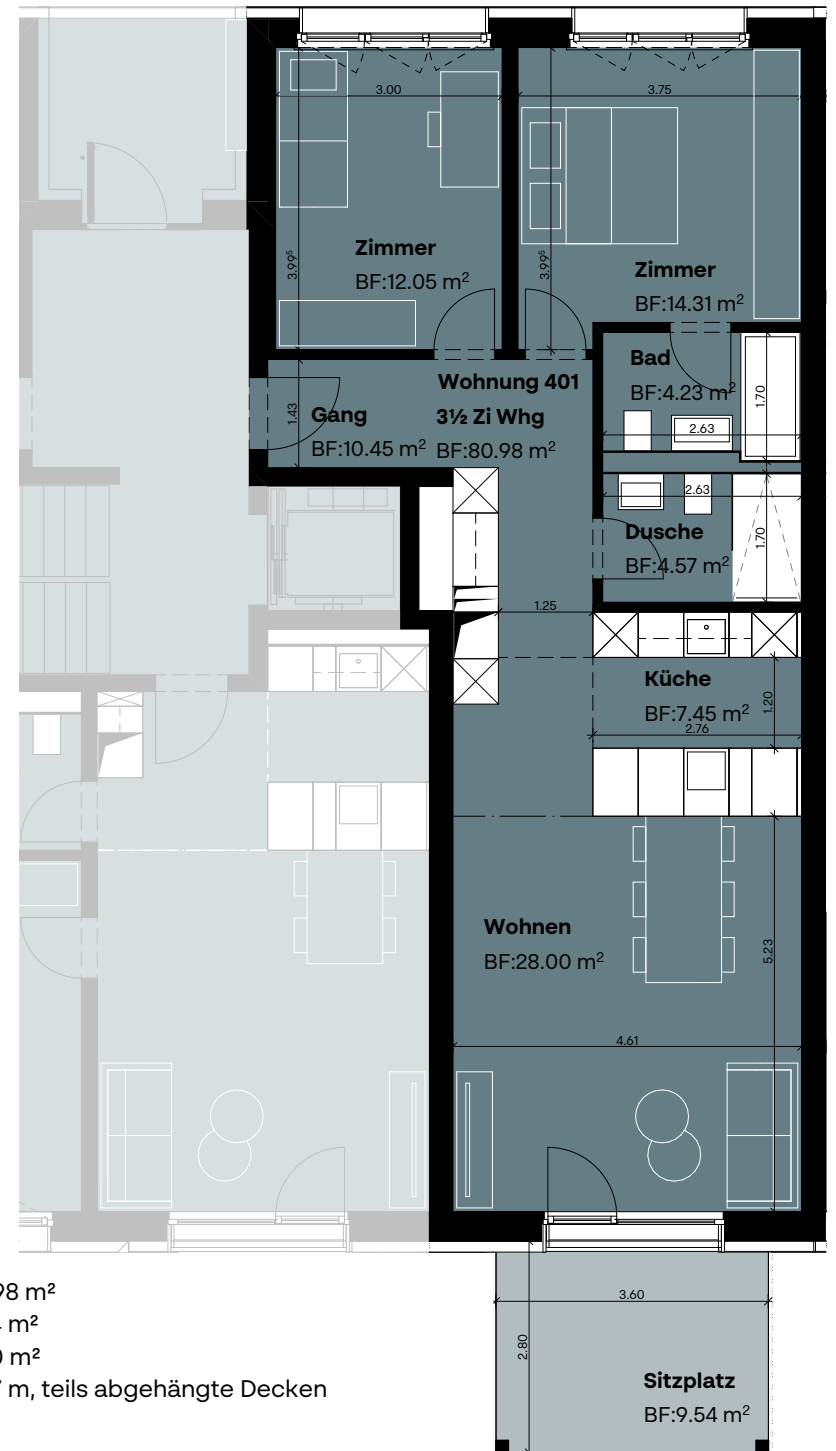 3.00
3.75
3.99⁵
3.99⁵
Zimmer
BF:12.05 m²
Zimmer
BF:14.31 m²
Bad
BF:4.23 m²
1.70
2.63
Wohnung 401
3½ Zi Whg
BF:80.98 m²
1.43
Gang
BF:10.45 m²
2.63
Dusche
BF:4.57 m²
1.70
1.25
Küche
BF:7.45 m²
1.20
2.76
Wohnen
BF:28.00 m²
5.23
4.61
3.60
2.80
Sitzplatz
BF:9.54 m²
98 m²
m²
m²
m, teils abgehängte Decken